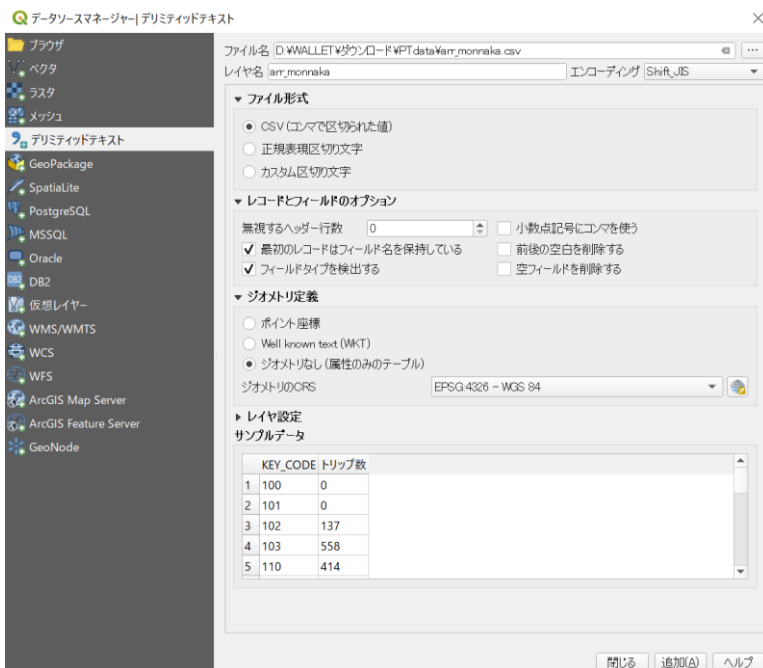 データソースマネージャー | デリミティッドテキスト
ブラウザ
ベクタ
ラスタ
メッシュ
デリミティッドテキスト
GeoPackage
SpatiaLite
PostgreSQL
MSSQL
Oracle
DB2
仮想レイヤー
WMS/WMTS
WCS
WFS
ArcGIS Map Server
ArcGIS Feature Server
GeoNode
ファイル名 D:¥WALLET¥ダウンロード¥PTdata¥arr_monnaka.csv
レイヤ名 arr_monnaka エンコーディング Shift_JIS
ファイル形式
CSV(コンマで区切られた値)
正規表現区切り文字
カスタム区切り文字
レコードとフィールドのオプション
無視するヘッダー行数 0 小数点記号にコンマを使う
最初のレコードはフィールド名を保持している 前後の空白を削除する
フィールドタイプを検出する 空フィールドを削除する
ジオメトリ定義
ポイント座標
Well known text (WKT)
ジオメトリなし(属性のみのテーブル)
ジオメトリのCRS EPSG:4326 - WGS 84
レイヤ設定
サンプルデータ
KEY_CODE トリップ数
1 100 0
2 101 0
3 102 137
4 103 558
5 110 414
閉じる 追加(A) ヘルプ